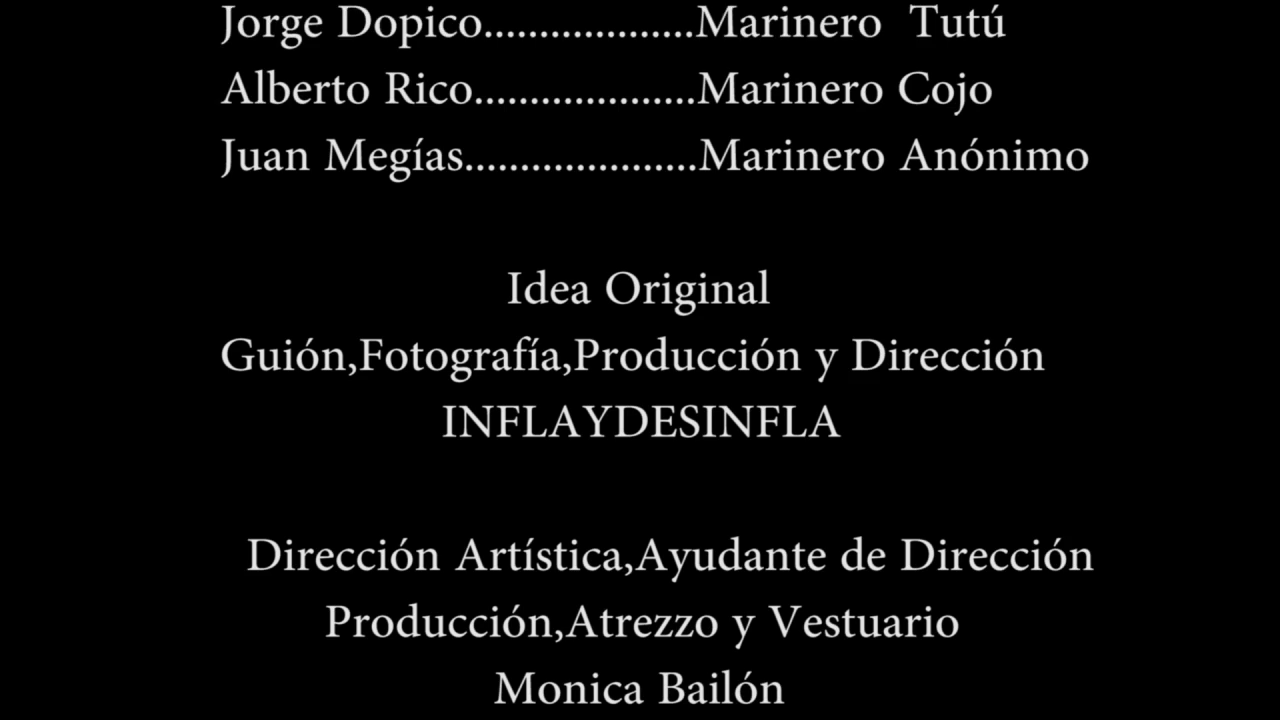 Jorge Dopico...................Marinero  Tutú
Alberto Rico....................Marinero Cojo
Juan Megías.....................Marinero Anónimo
Idea Original
Guión,Fotografía,Producción y Dirección
INFLAYDESINFLA
Dirección Artística,Ayudante de Dirección
Producción,Atrezzo y Vestuario
Monica Bailón